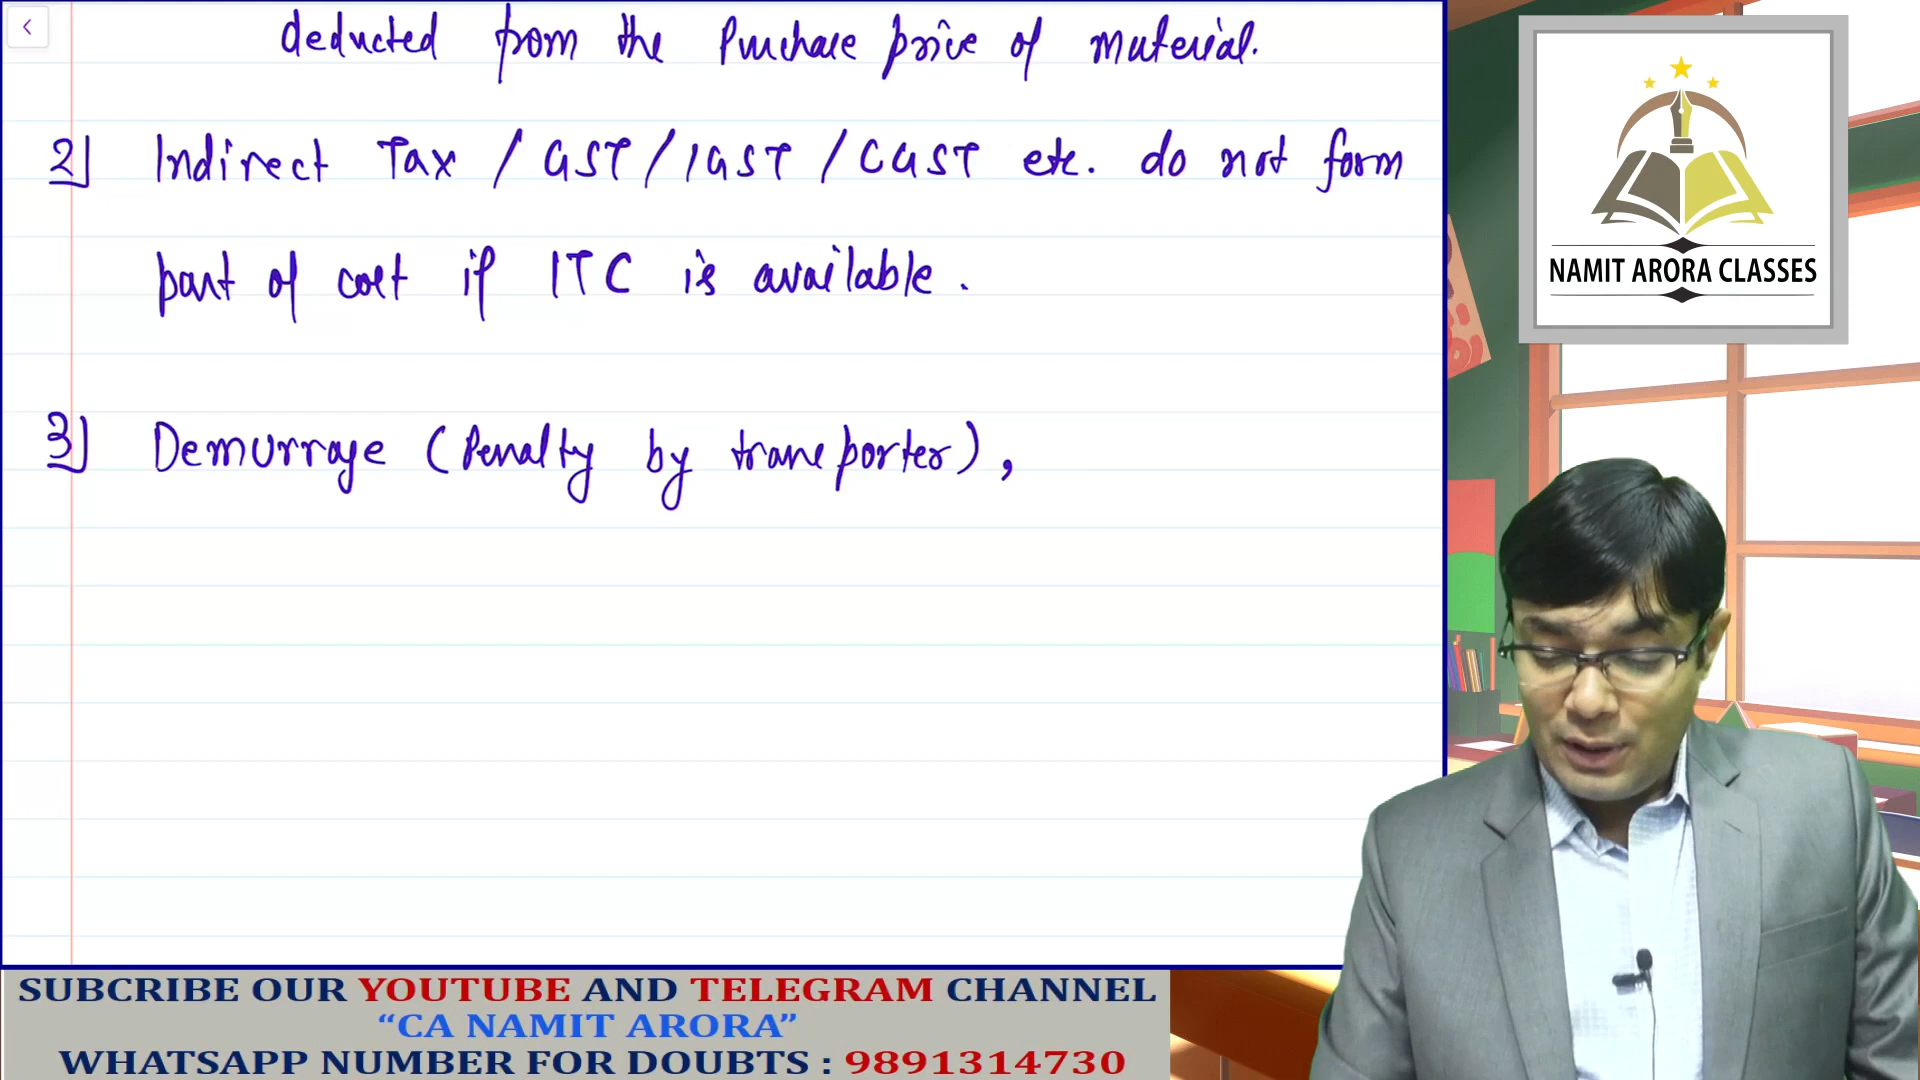 deducted from the Purchase price of material.
2] Indirect Tax / GST / IGST / CGST etc. do not form
part of cost if ITC is available.
3] Demurrage (Penalty by transporter),
NAMIT ARORA CLASSES
SUBCRIBE OUR YOUTUBE AND TELEGRAM CHANNEL
“CA NAMIT ARORA”
WHATSAPP NUMBER FOR DOUBTS : 9891314730